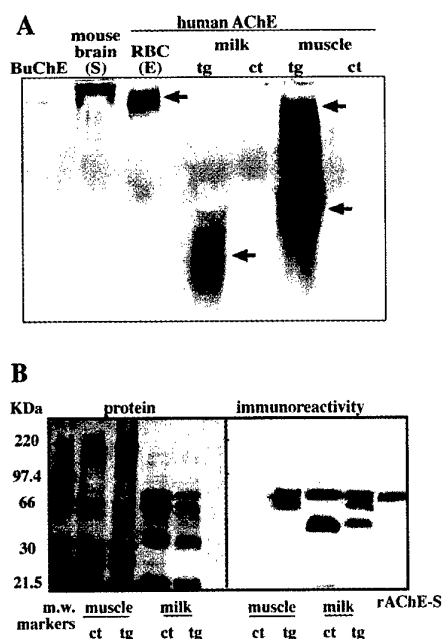 A
human AChE
mouse brain (S)
RBC (E)
milk
muscle
BuChE
tg
ct
tg
ct
B
KDa
protein
immunoreactivity
220
97.4
66
30
21.5
m.w. markers
muscle
milk
muscle
milk
rAChE-S
ct
tg
ct
tg
ct
tg
ct
tg